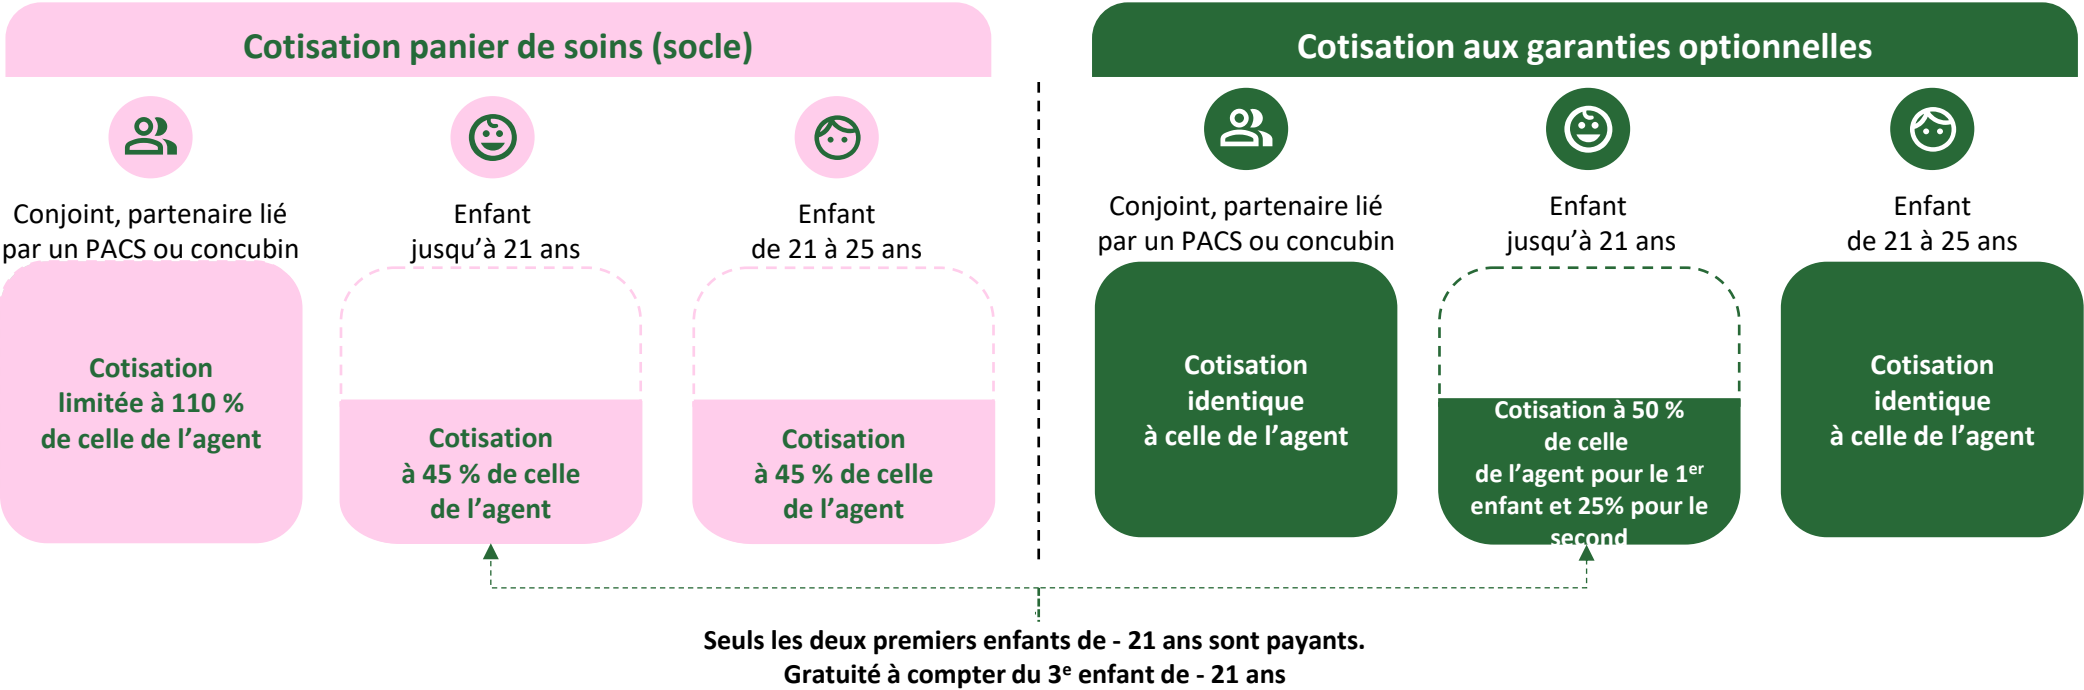 Cotisation panier de soins (socle)
Conjoint, partenaire lié
par un PACS ou concubin
Cotisation
limitée à 110 %
de celle de l'agent
Enfant
jusqu'à 21 ans
Cotisation
à 45 % de celle
de l'agent
Enfant
de 21 à 25 ans
Cotisation
à 45 % de celle
de l'agent
Cotisation aux garanties optionnelles
Conjoint, partenaire lié
par un PACS ou concubin
Cotisation
identique
à celle de l'agent
Enfant
jusqu'à 21 ans
Cotisation à 50 %
de celle
de l'agent pour le 1er
enfant et 25% pour le
second
Enfant
de 21 à 25 ans
Cotisation
identique
à celle de l'agent
Seuls les deux premiers enfants de - 21 ans sont payants.
Gratuité à compter du 3e enfant de - 21 ans